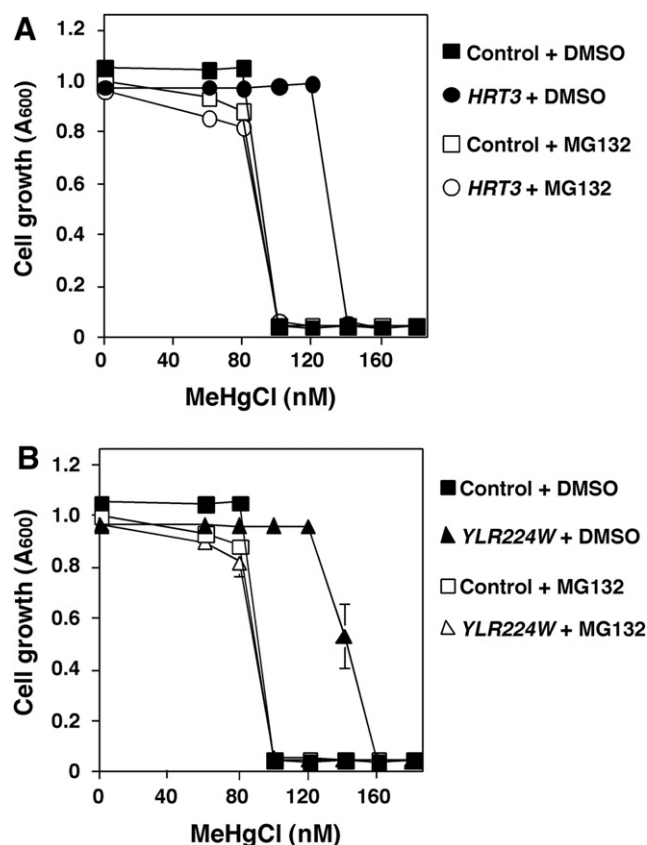 A
1.2
1.0
0.8
0.6
0.4
0.2
0
Cell growth (A600)
0 40 80 120 160
MeHgCl (nM)
Control + DMSO
HRT3 + DMSO
Control + MG132
HRT3 + MG132
B
1.2
1.0
0.8
0.6
0.4
0.2
0
Cell growth (A600)
0 40 80 120 160
MeHgCl (nM)
Control + DMSO
YLR224W + DMSO
Control + MG132
YLR224W + MG132